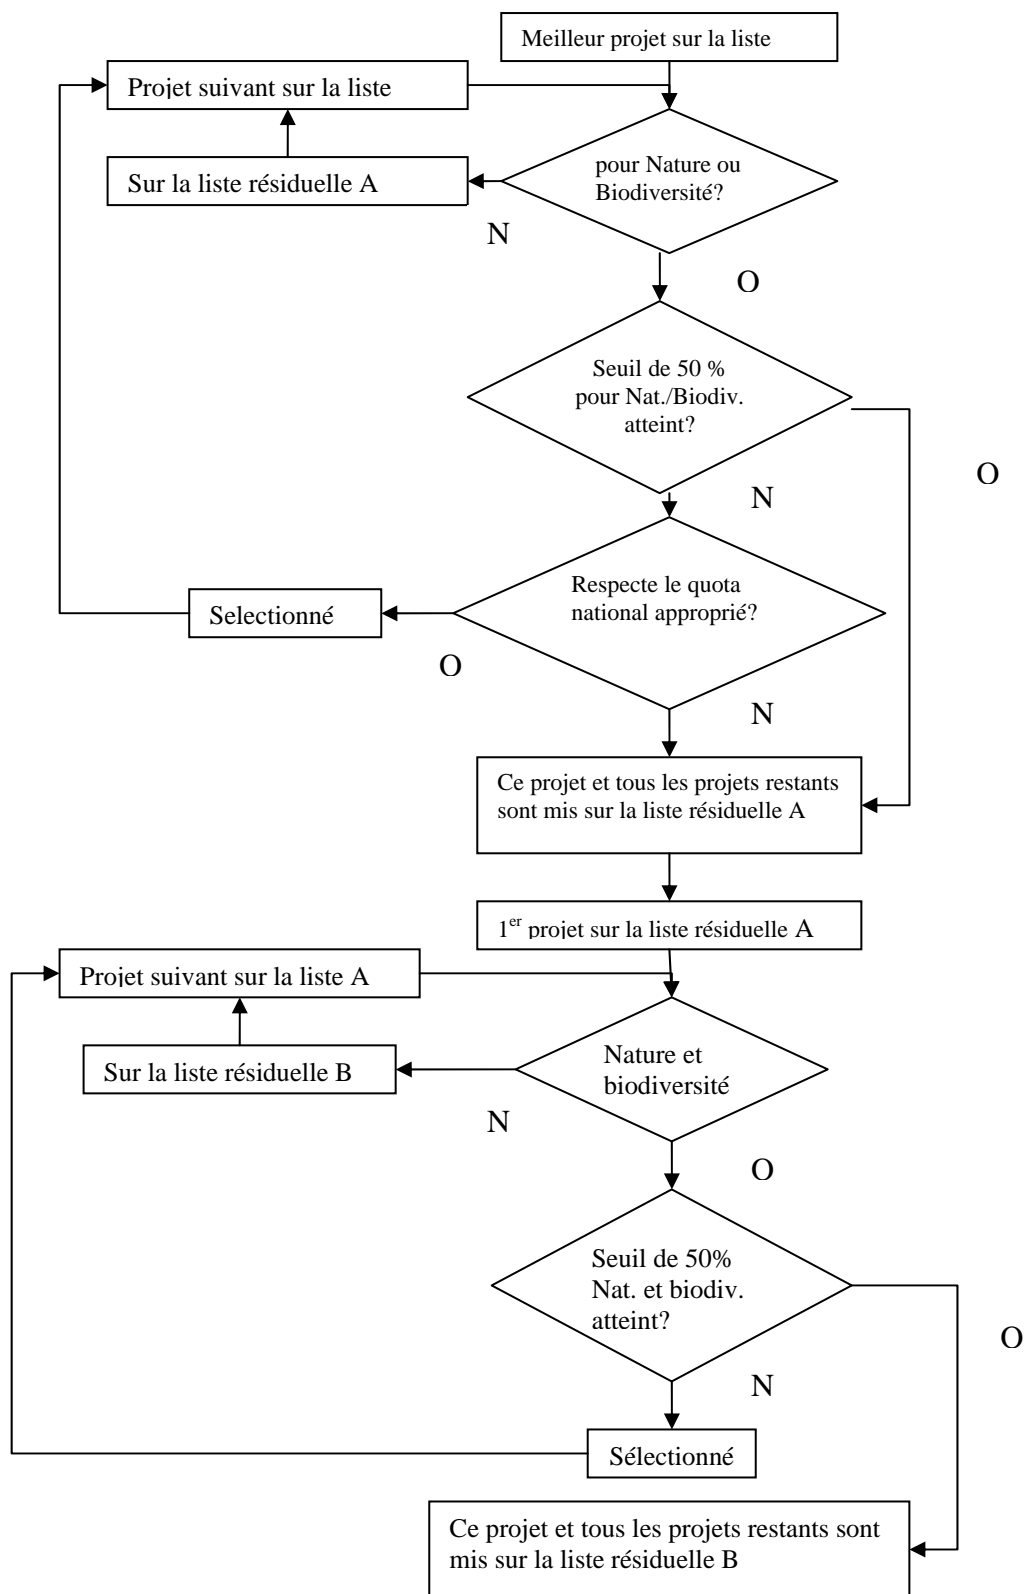 Meilleur projet sur la liste
Projet suivant sur la liste
Sur la liste résiduelle A
pour Nature ou
Biodiversité?
N
O
Seuil de 50 %
pour Nat./Biodiv.
atteint?
O
N
Respecte le quota
national approprié?
Selectionné
O
N
Ce projet et tous les projets restants
sont mis sur la liste résiduelle A
1er projet sur la liste résiduelle A
Projet suivant sur la liste A
Sur la liste résiduelle B
Nature et
biodiversité
N
O
Seuil de 50%
Nat. et biodiv.
atteint?
O
N
Sélectionné
Ce projet et tous les projets restants sont
mis sur la liste résiduelle B